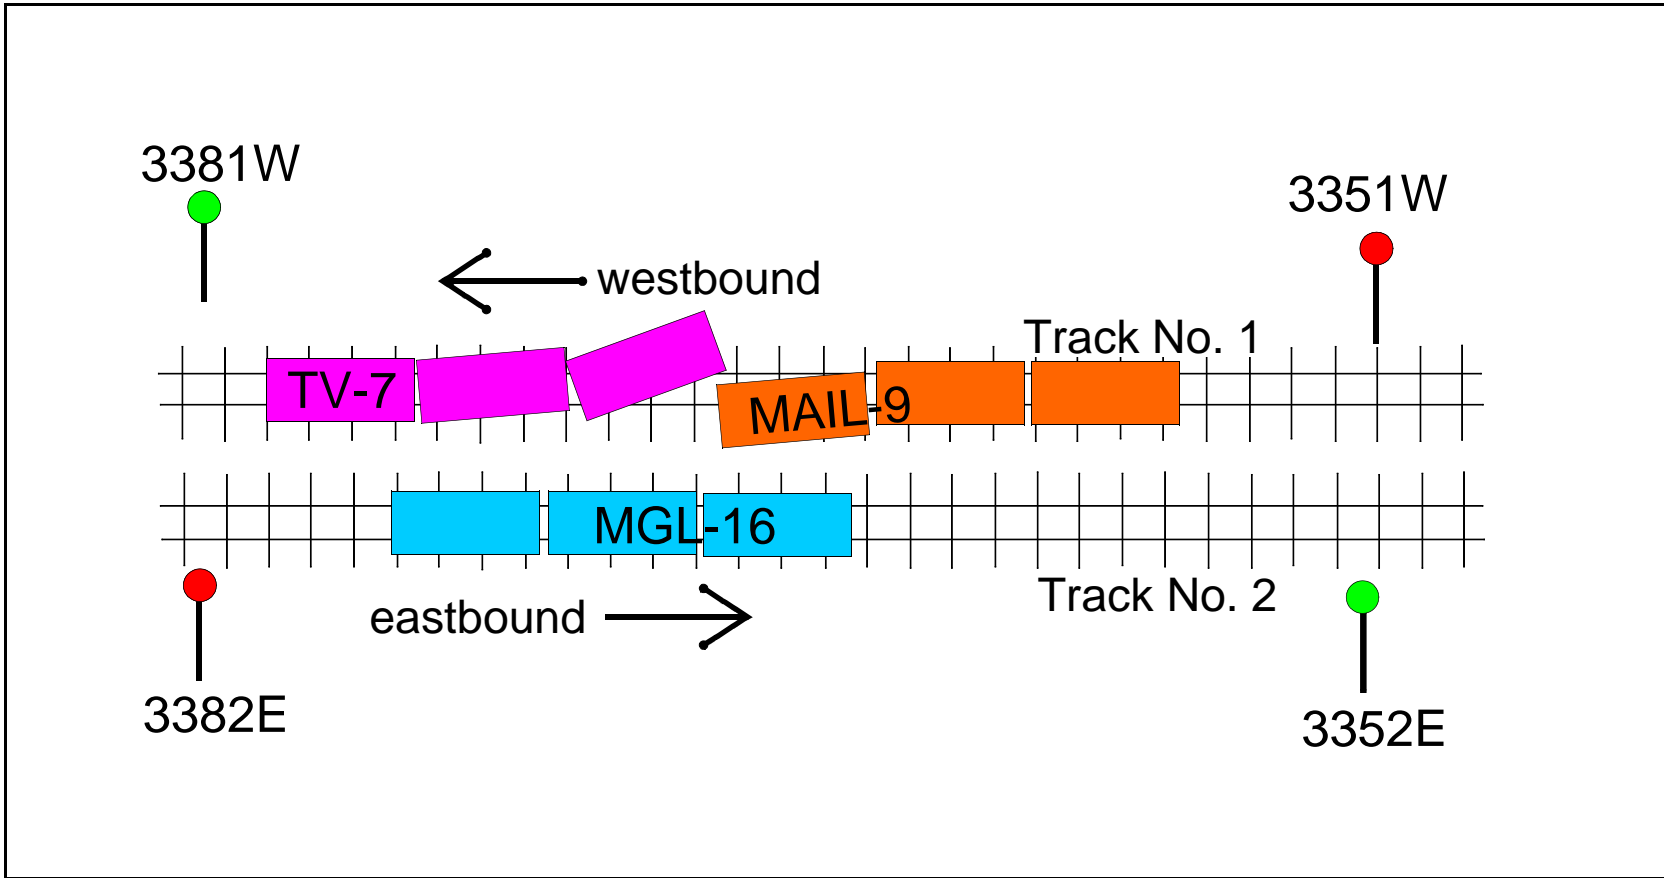 3381W
3351W
westbound
Track No. 1
TV-7
MAIL-9
MGL-16
Track No. 2
eastbound
3382E
3352E